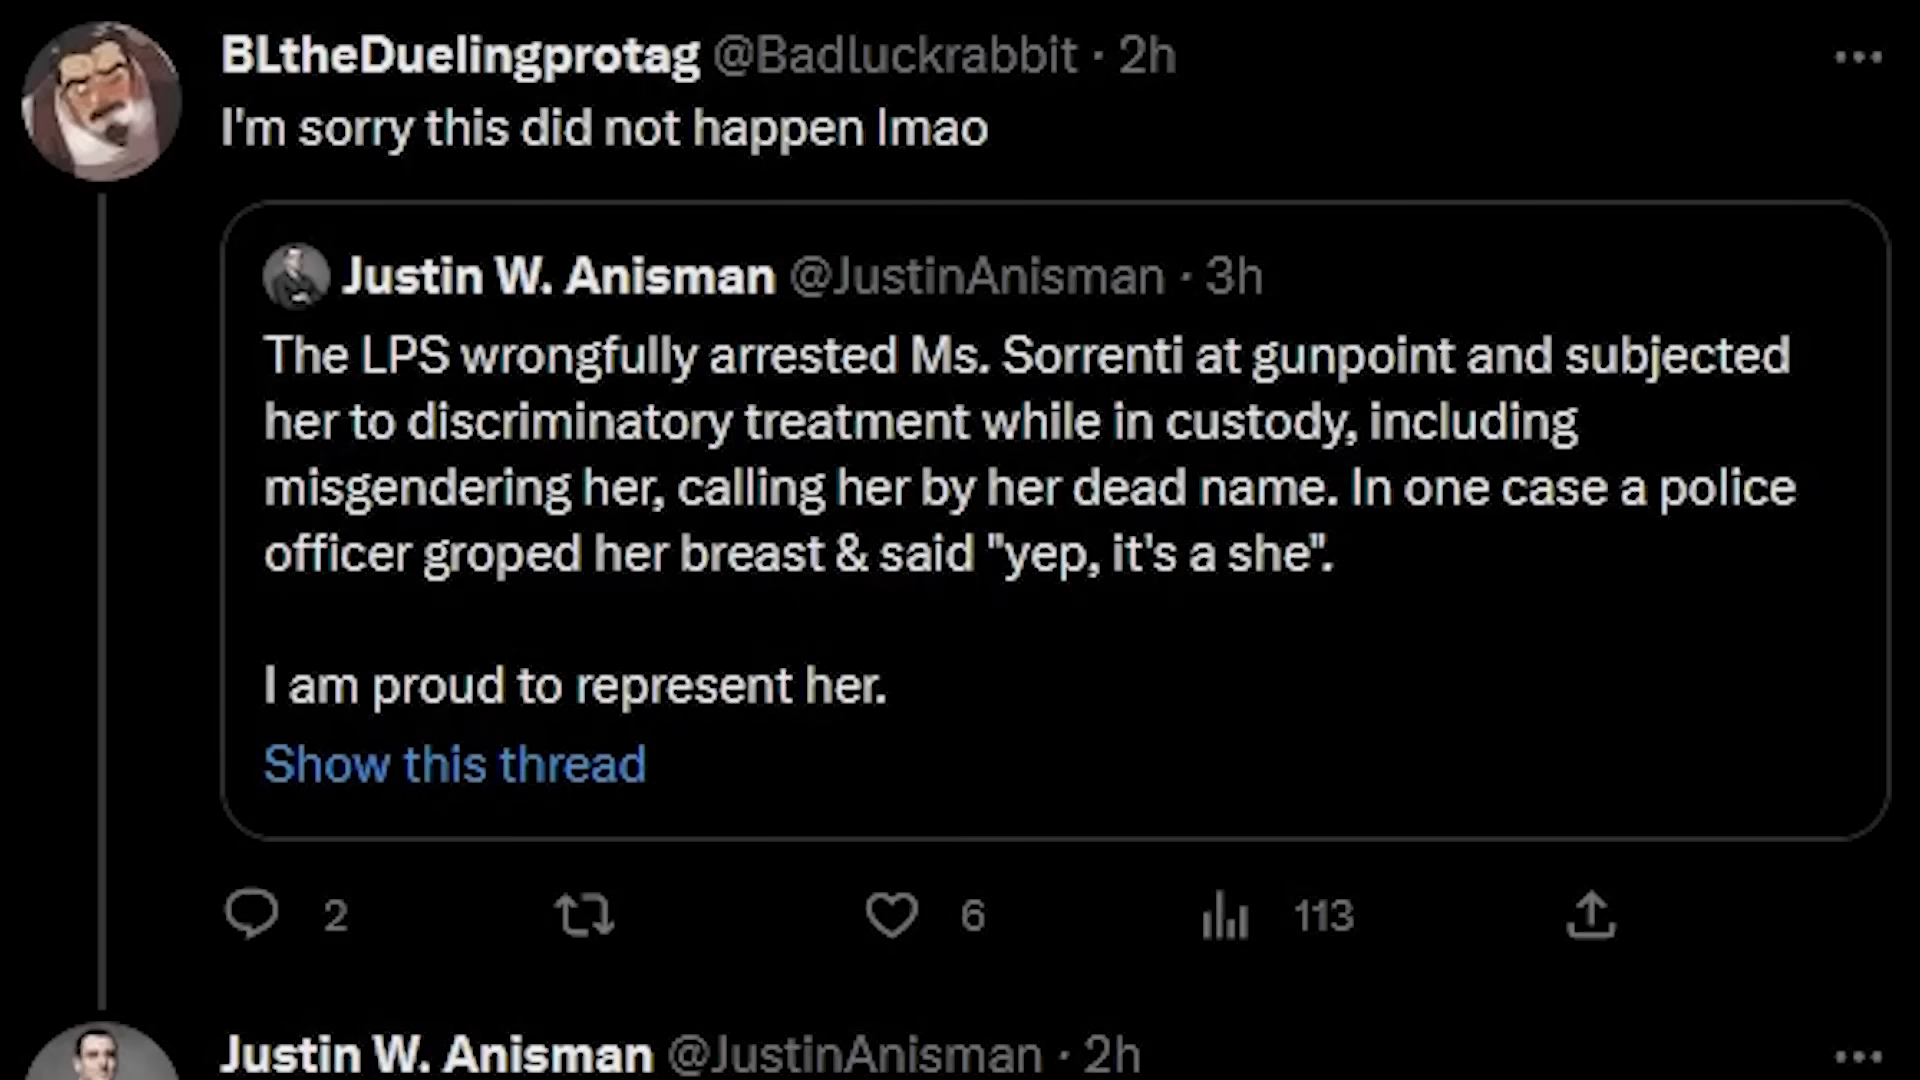 BLtheDuelingprotag @Badluckrabbit · 2h
I'm sorry this did not happen lmao
Justin W. Anisman @JustinAnisman · 3h
The LPS wrongfully arrested Ms. Sorrenti at gunpoint and subjected
her to discriminatory treatment while in custody, including
misgendering her, calling her by her dead name. In one case a police
officer groped her breast & said "yep, it's a she".
I am proud to represent her.
Show this thread
2 6 113
Justin W. Anisman @JustinAnisman · 2h